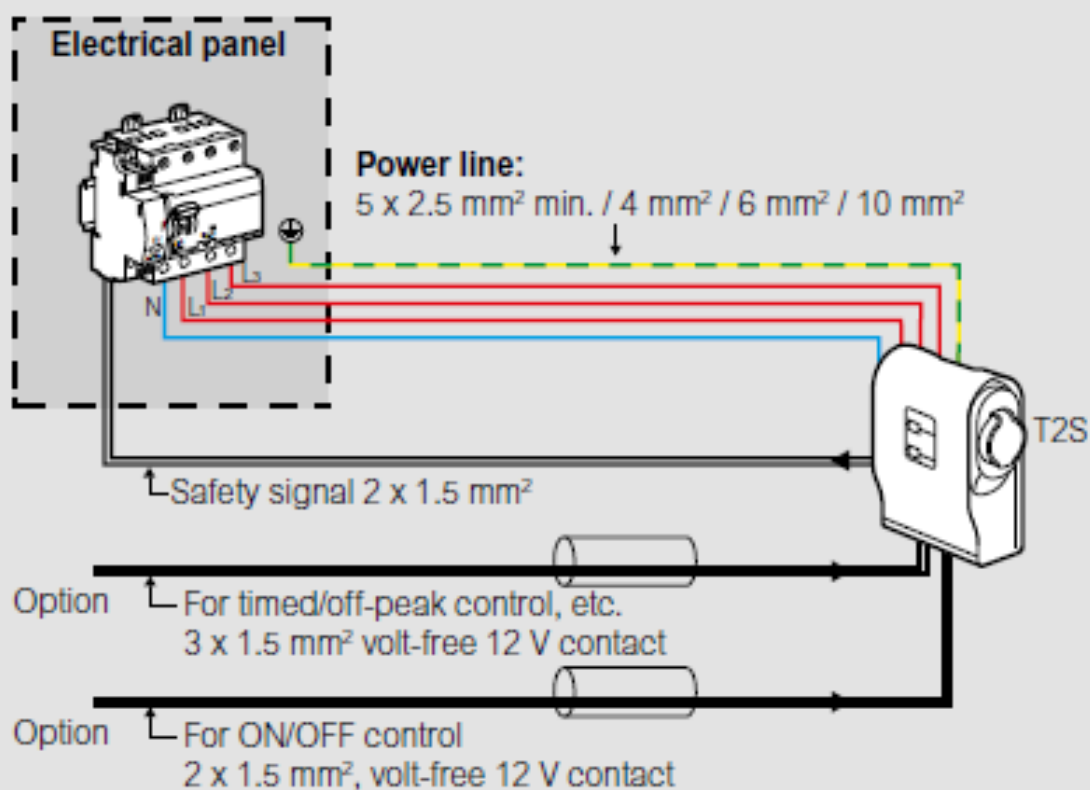 Electrical panel
Power line:
5 x 2.5 mm² min. / 4 mm² / 6 mm² / 10 mm²
L₃
L₂
N
L₁
T2S
Safety signal 2 x 1.5 mm²
Option
For timed/off-peak control, etc.
3 x 1.5 mm² volt-free 12 V contact
Option
For ON/OFF control
2 x 1.5 mm², volt-free 12 V contact